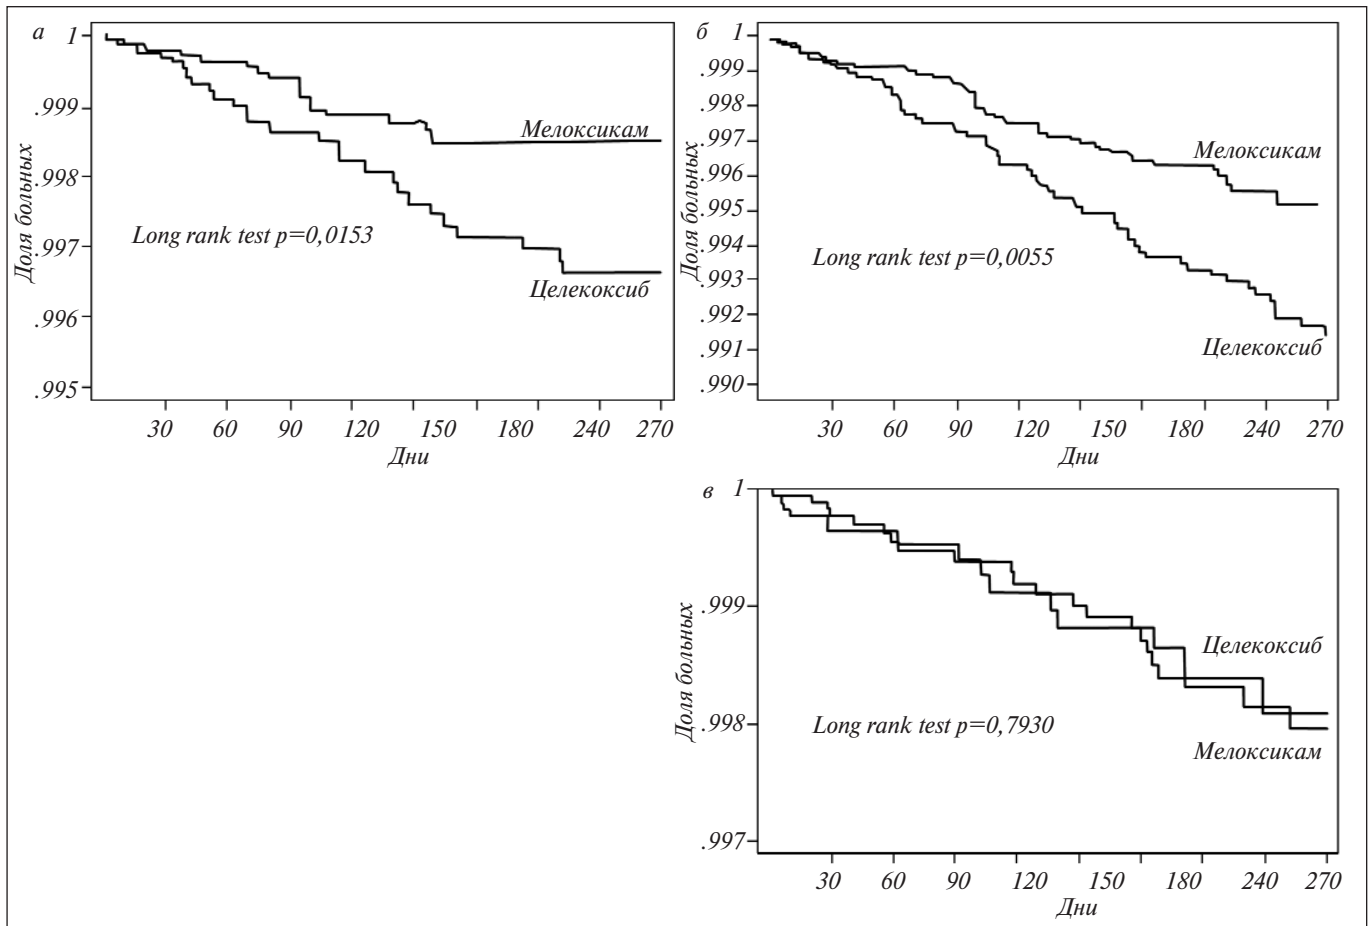 а
1
.999
.998
.997
.996
.995
Доля больных
Мелоксикам
Long rank test p=0,0153
Целекоксиб
30 60 90 120 150 180 240 270
Дни
б
1
.999
.998
.997
.996
.995
.994
.993
.992
.991
.990
Доля больных
Мелоксикам
Long rank test p=0,0055
Целекоксиб
30 60 90 120 150 180 240 270
Дни
в
1
.999
.998
.997
Доля больных
Целекоксиб
Long rank test p=0,7930
Мелоксикам
30 60 90 120 150 180 240 270
Дни